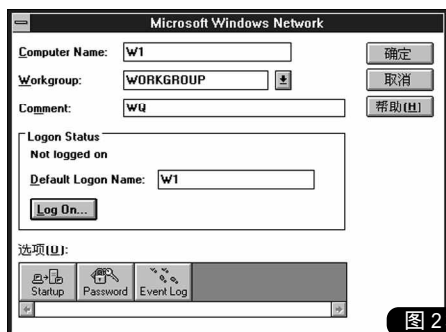 Microsoft Windows Network
Computer Name: W1
确定
Workgroup: WORKGROUP
取消
Comment: WQ
帮助(H)
Logon Status
Not logged on
Default Logon Name: W1
Log On...
选项(U):
Startup Password Event Log
图 2